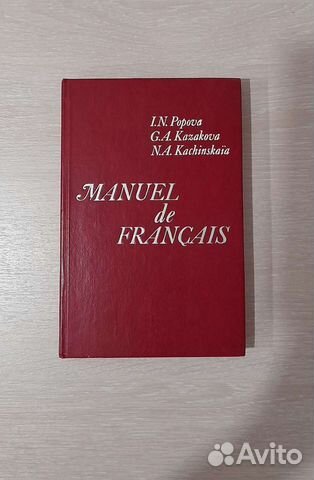 I.N. Popova
G.A. Kazakova
N.A. Kachinskaïa
MANUEL
de
FRANÇAIS
Avito